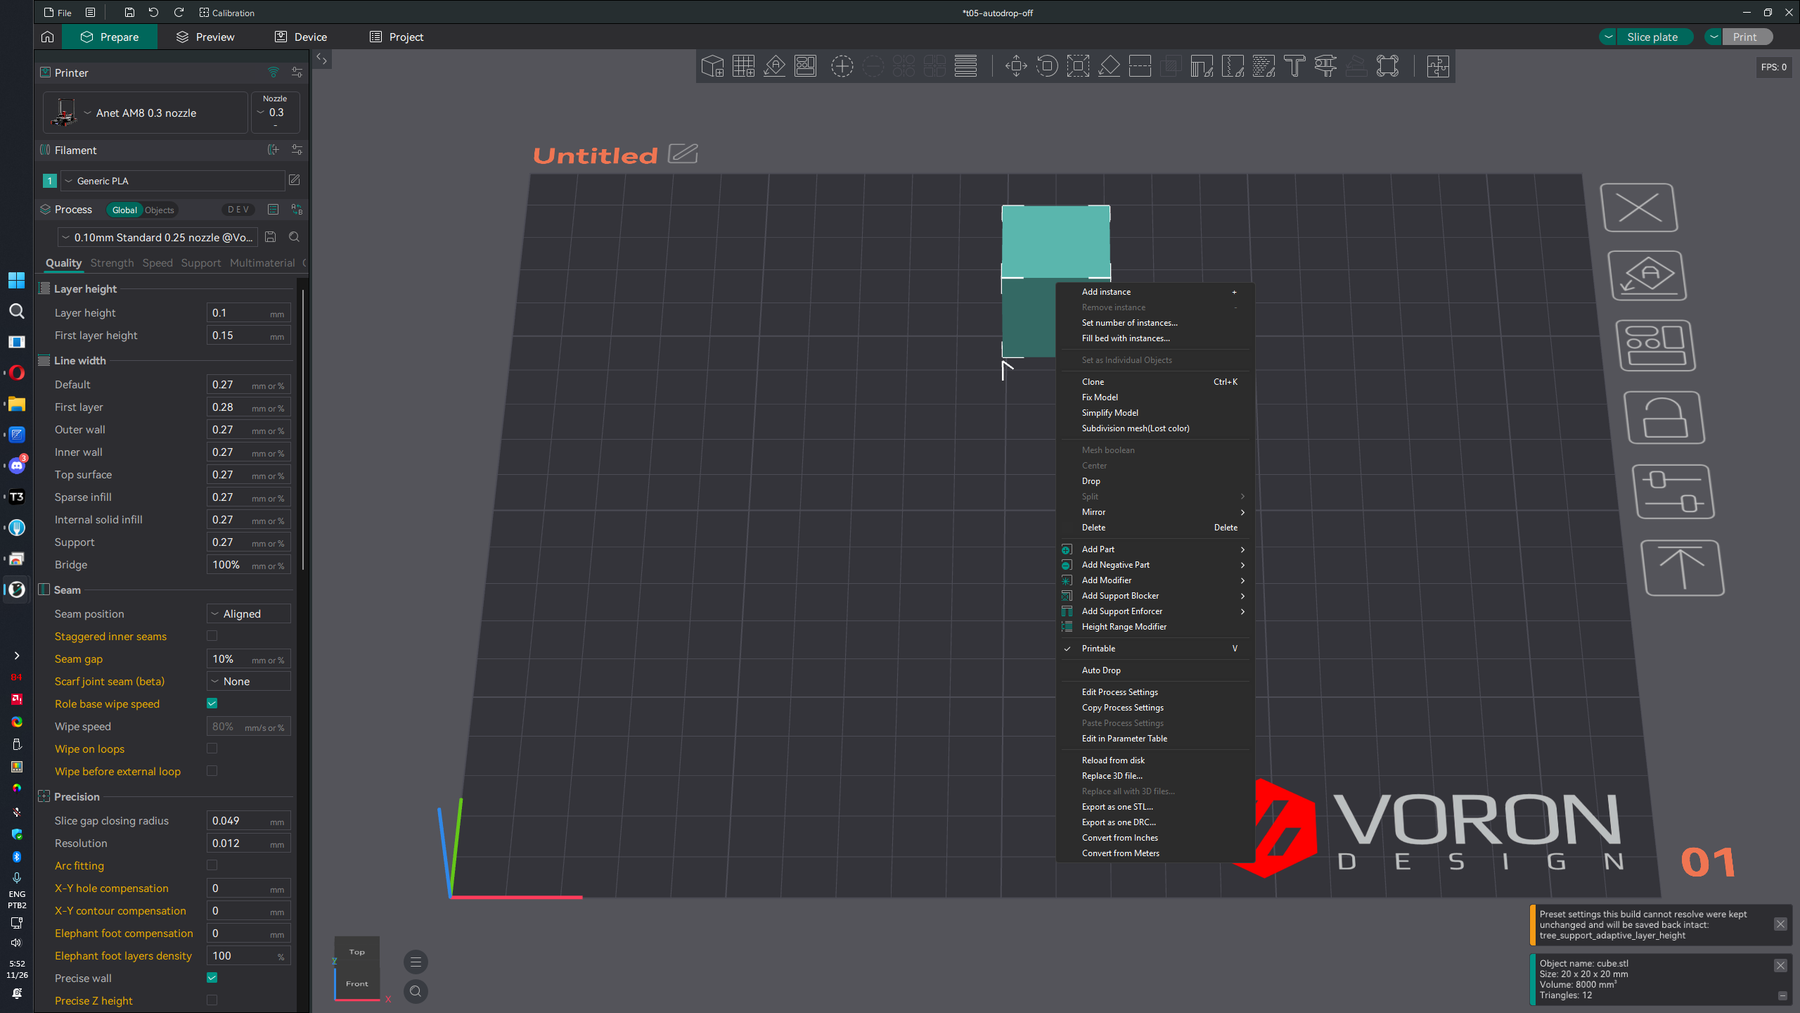 File
Calibration
*t05-autodrop-off
Prepare
Preview
Device
Project
Slice plate
Print
FPS: 0
Printer
Anet AM8 0.3 nozzle
Nozzle
0.3
-
Filament
1
Generic PLA
Process
Global
Objects
DEV
0.10mm Standard 0.25 nozzle @Vo...
Quality
Strength
Speed
Support
Multimaterial
Layer height
Layer height 0.1 mm
First layer height 0.15 mm
Line width
Default 0.27 mm or %
First layer 0.28 mm or %
Outer wall 0.27 mm or %
Inner wall 0.27 mm or %
Top surface 0.27 mm or %
Sparse infill 0.27 mm or %
Internal solid infill 0.27 mm or %
Support 0.27 mm or %
Bridge 100% mm or %
Seam
Seam position Aligned
Staggered inner seams
Seam gap 10% mm or %
Scarf joint seam (beta) None
Role base wipe speed
Wipe speed 80% mm/s or %
Wipe on loops
Wipe before external loop
Precision
Slice gap closing radius 0.049 mm
Resolution 0.012 mm
Arc fitting
X-Y hole compensation 0 mm
X-Y contour compensation 0 mm
Elephant foot compensation 0 mm
Elephant foot layers density 100 %
Precise wall
Precise Z height
Untitled
Add instance +
Remove instance -
Set number of instances...
Fill bed with instances...
Set as Individual Objects
Clone Ctrl+K
Fix Model
Simplify Model
Subdivision mesh(Lost color)
Mesh boolean
Center
Drop
Split
Mirror
Delete Delete
Add Part
Add Negative Part
Add Modifier
Add Support Blocker
Add Support Enforcer
Height Range Modifier
Printable V
Auto Drop
Edit Process Settings
Copy Process Settings
Paste Process Settings
Edit in Parameter Table
Reload from disk
Replace 3D file...
Replace all with 3D files...
Export as one STL...
Export as one DRC...
Convert from Inches
Convert from Meters
VORON
DESIGN
01
Top
Front
Y
X
Preset settings this build cannot resolve were kept
unchanged and will be saved back intact:
tree_support_adaptive_layer_height
Object name: cube.stl
Size: 20 x 20 x 20 mm
Volume: 8000 mm³
Triangles: 12
3
T3
ENG
PTB2
5:52
11/26